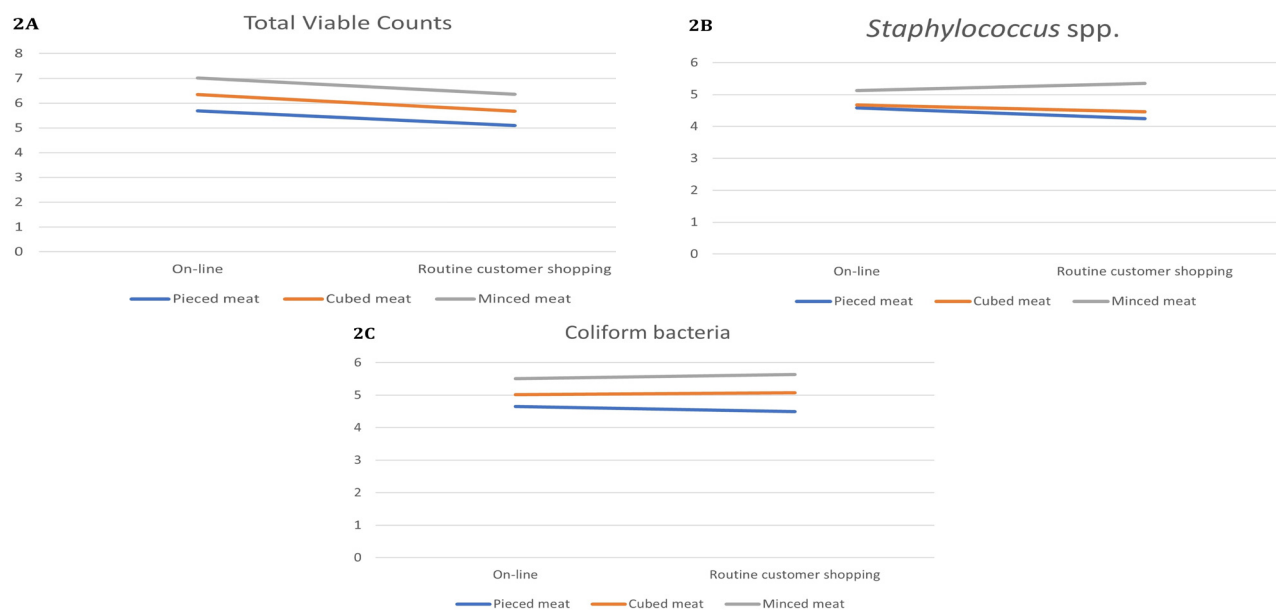 2A
Total Viable Counts
8
7
6
5
4
3
2
1
0
On-line Routine customer shopping
Pieced meat Cubed meat Minced meat
2B
Staphylococcus spp.
6
5
4
3
2
1
0
On-line Routine customer shopping
Pieced meat Cubed meat Minced meat
2C
Coliform bacteria
6
5
4
3
2
1
0
On-line Routine customer shopping
Pieced meat Cubed meat Minced meat